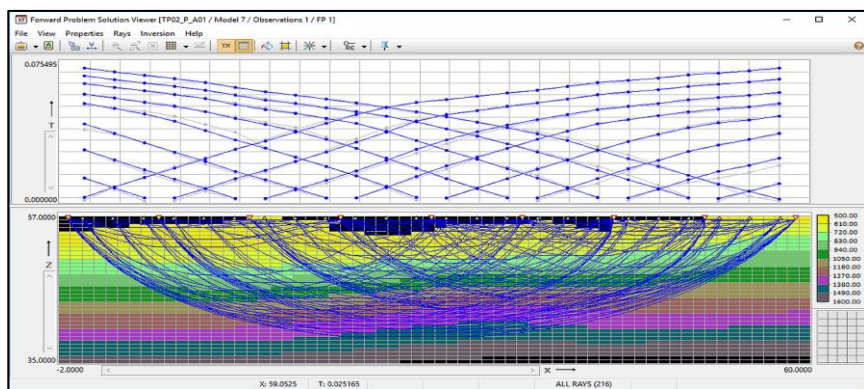 Forward Problem Solution Viewer [TP02_P_A01 / Model 7 / Observations 1 / FP 1]
File View Properties Rays Inversion Help
TX
0.075495
T
0.000000
57.0000
Z
35.0000
-2.0000
X
60.0000
500.00
610.00
720.00
830.00
940.00
1050.00
1160.00
1270.00
1380.00
1490.00
1600.00
X: 59.0525 T: 0.025165 ALL RAYS (216)